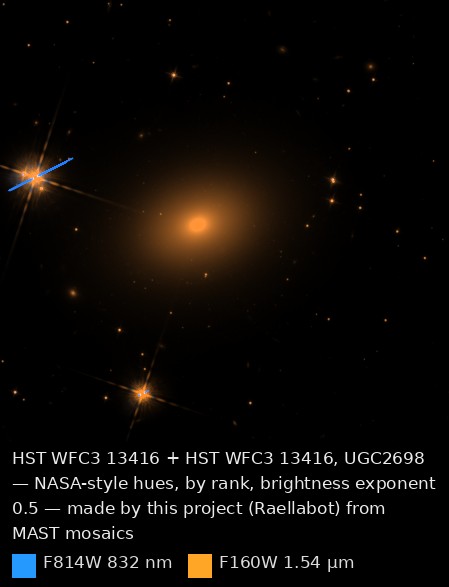 HST WFC3 13416 + HST WFC3 13416, UGC2698
— NASA-style hues, by rank, brightness exponent
0.5 — made by this project (Raellabot) from
MAST mosaics
F814W 832 nm F160W 1.54 µm